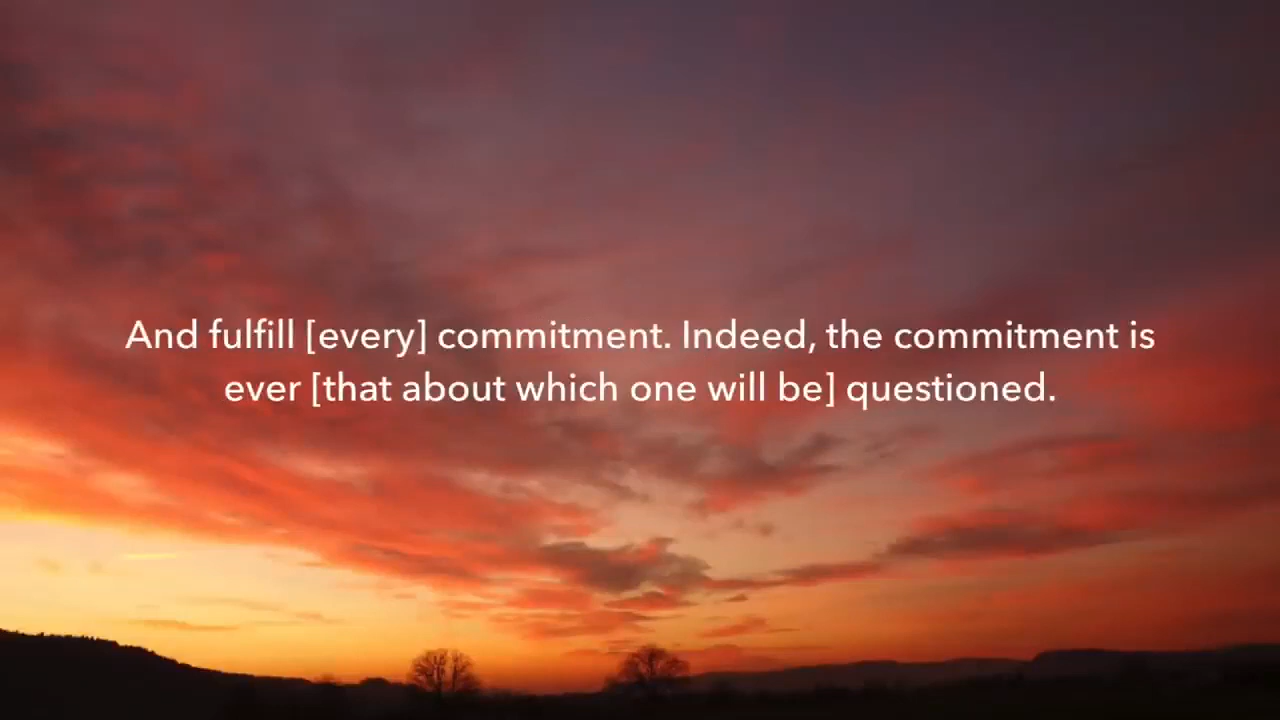 And fulfill [every] commitment. Indeed, the commitment is
ever [that about which one will be] questioned.